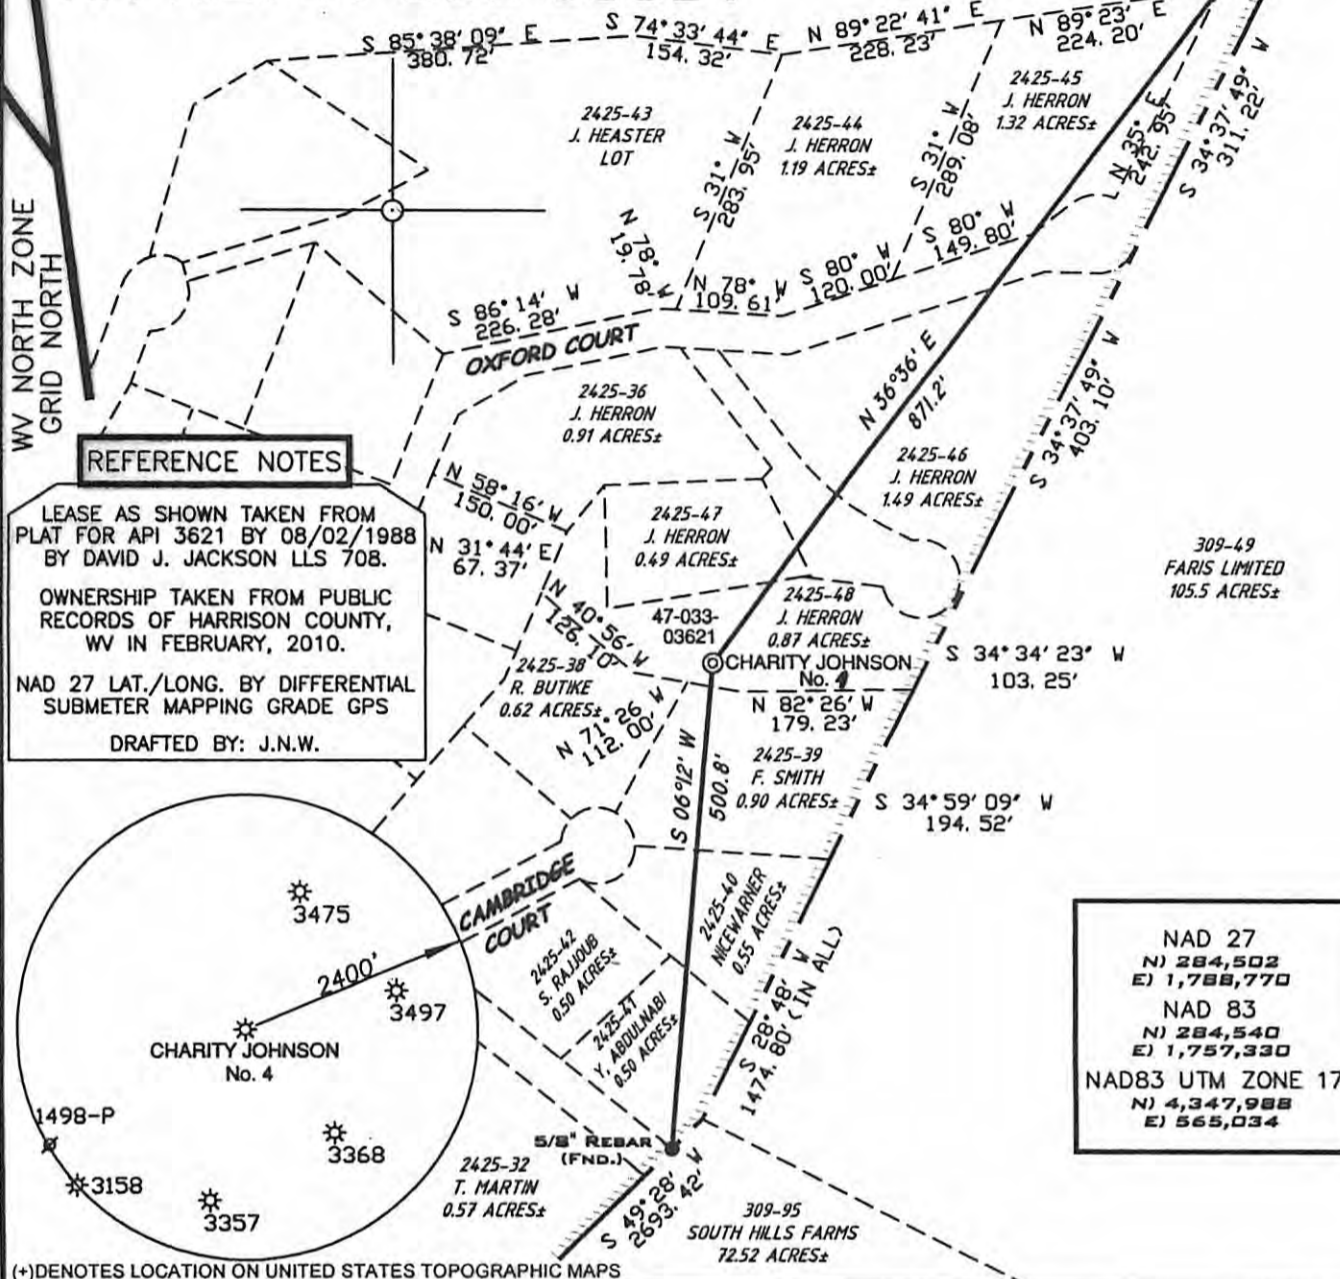 S 85° 38' 09" E
380.72'
S 74° 33' 44" E
154.32'
N 89° 22' 41" E
228.23'
N 89° 23' E
224.20'
2425-43
J. HEASTER
LOT
2425-44
J. HERRON
1.19 ACRES±
2425-45
J. HERRON
1.32 ACRES±
S 31° W
283.95'
S 31° W
289.08'
N 35° E
242.95'
S 34° 37' 49" W
311.22'
WV NORTH ZONE
GRID NORTH
N 78° W
19.78'
N 78° W
109.61'
S 80° W
120.00'
S 80° W
149.80'
S 86° 14' W
226.28'
OXFORD COURT
N 36°36' E
871.2'
S 34° 37' 49" W
403.10'
2425-36
J. HERRON
0.91 ACRES±
2425-46
J. HERRON
1.49 ACRES±
REFERENCE NOTES
LEASE AS SHOWN TAKEN FROM
PLAT FOR API 3621 BY 08/02/1988
BY DAVID J. JACKSON LLS 708.
OWNERSHIP TAKEN FROM PUBLIC
RECORDS OF HARRISON COUNTY,
WV IN FEBRUARY, 2010.
NAD 27 LAT./LONG. BY DIFFERENTIAL
SUBMETER MAPPING GRADE GPS
DRAFTED BY: J.N.W.
N 58° 16' W
150.00'
N 31° 44' E
67.37'
2425-47
J. HERRON
0.49 ACRES±
309-49
FARIS LIMITED
105.5 ACRES±
N 40° 56' W
126.10'
47-033-
03621
2425-48
J. HERRON
0.87 ACRES±
CHARITY JOHNSON
No. 4
S 34° 34' 23" W
103.25'
2425-38
R. BUTIKE
0.62 ACRES±
N 71° 26 W
112.00'
N 82° 26' W
179.23'
S 06°12' W
500.8'
2425-39
F. SMITH
0.90 ACRES±
S 34° 59' 09" W
194.52'
CAMBRIDGE
COURT
2425-40
NICEWARNER
0.55 ACRES±
2425-42
S. RAJJOUB
0.50 ACRES±
2425-41
Y. ABDULNABI
0.50 ACRES±
S 28° 48' W
1474.80' (IN ALL)
3475
2400'
3497
CHARITY JOHNSON
No. 4
1498-P
3368
3158
3357
NAD 27
N) 284,502
E) 1,788,770
NAD 83
N) 284,540
E) 1,757,330
NAD83 UTM ZONE 17
N) 4,347,988
E) 565,034
5/8" REBAR
(FND.)
2425-32
T. MARTIN
0.57 ACRES±
S 49° 28' W
2693.42'
309-95
SOUTH HILLS FARMS
72.52 ACRES±
(+)DENOTES LOCATION ON UNITED STATES TOPOGRAPHIC MAPS